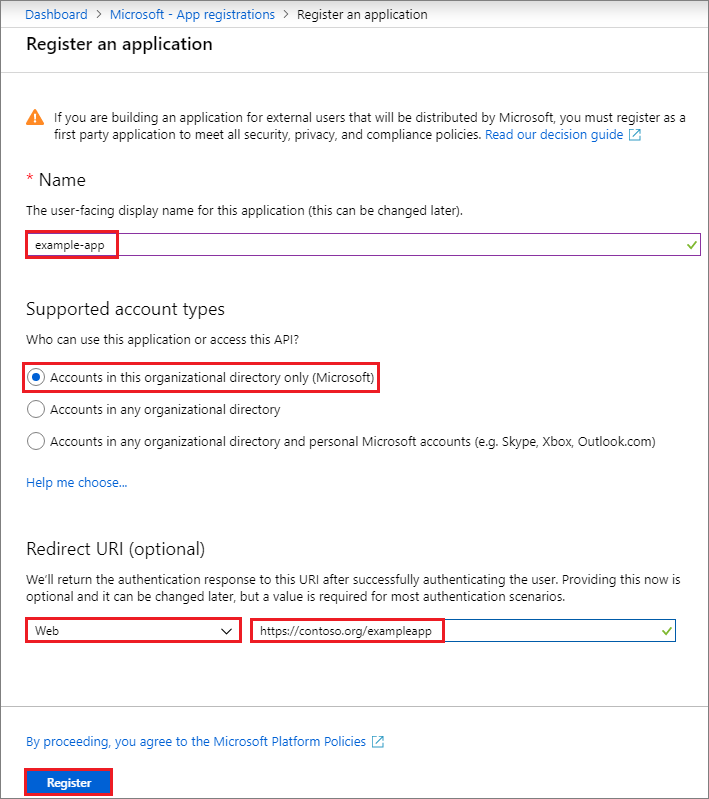 Dashboard > Microsoft - App registrations > Register an application
Register an application
If you are building an application for external users that will be distributed by Microsoft, you must register as a
first party application to meet all security, privacy, and compliance policies. Read our decision guide
* Name
The user-facing display name for this application (this can be changed later).
example-app
Supported account types
Who can use this application or access this API?
Accounts in this organizational directory only (Microsoft)
Accounts in any organizational directory
Accounts in any organizational directory and personal Microsoft accounts (e.g. Skype, Xbox, Outlook.com)
Help me choose...
Redirect URI (optional)
We'll return the authentication response to this URI after successfully authenticating the user. Providing this now is
optional and it can be changed later, but a value is required for most authentication scenarios.
Web https://contoso.org/exampleapp
By proceeding, you agree to the Microsoft Platform Policies
Register